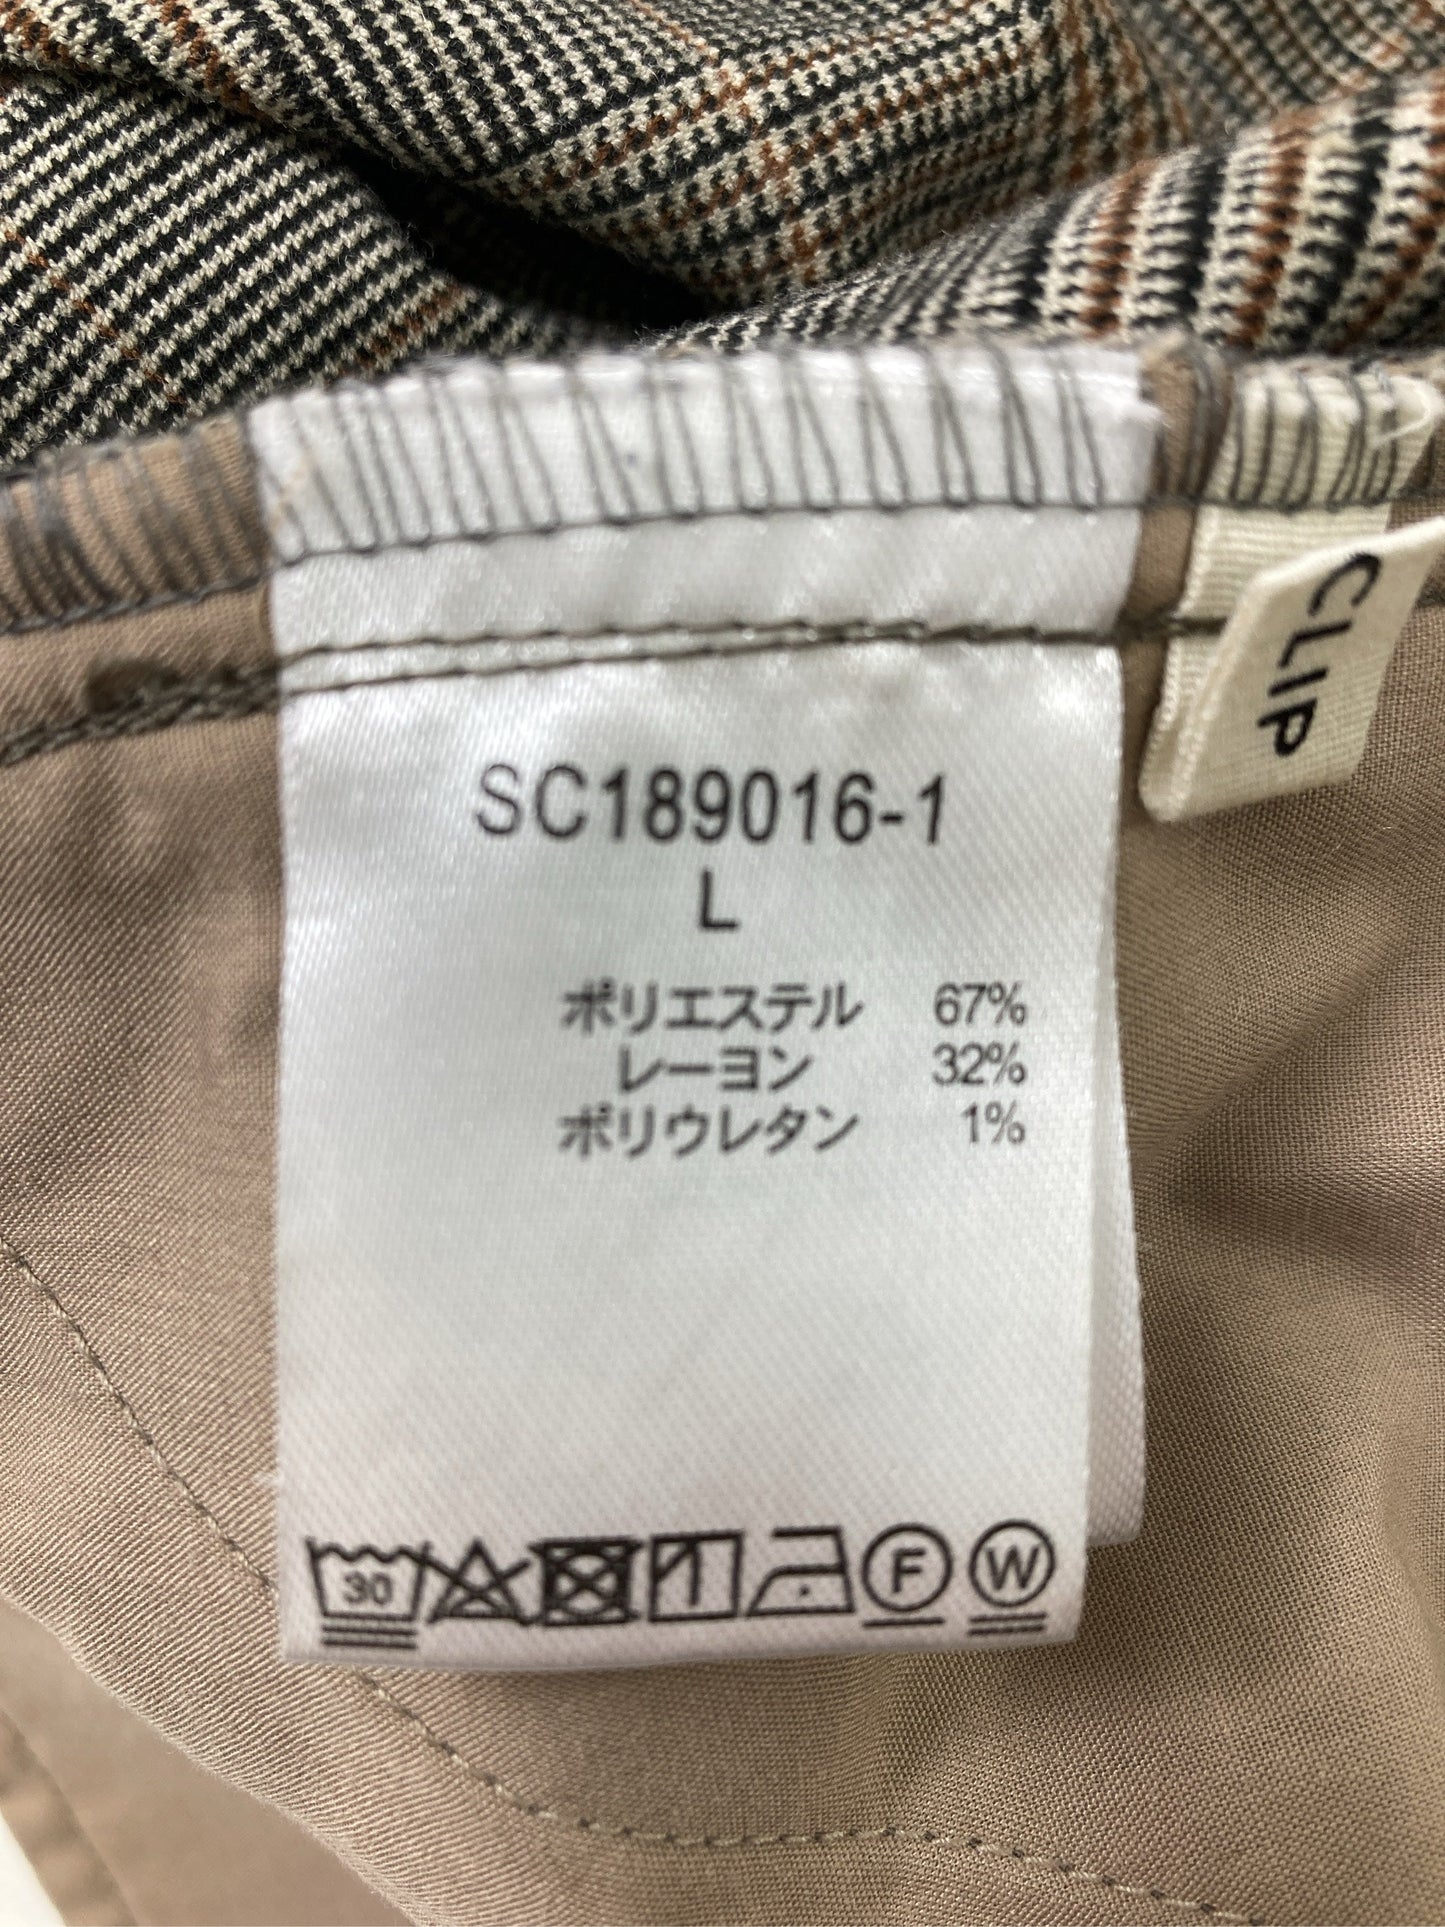 CLIP
SC189016-1
L
ポリエステル 67%
レーヨン 32%
ポリウレタン 1%
30 F W